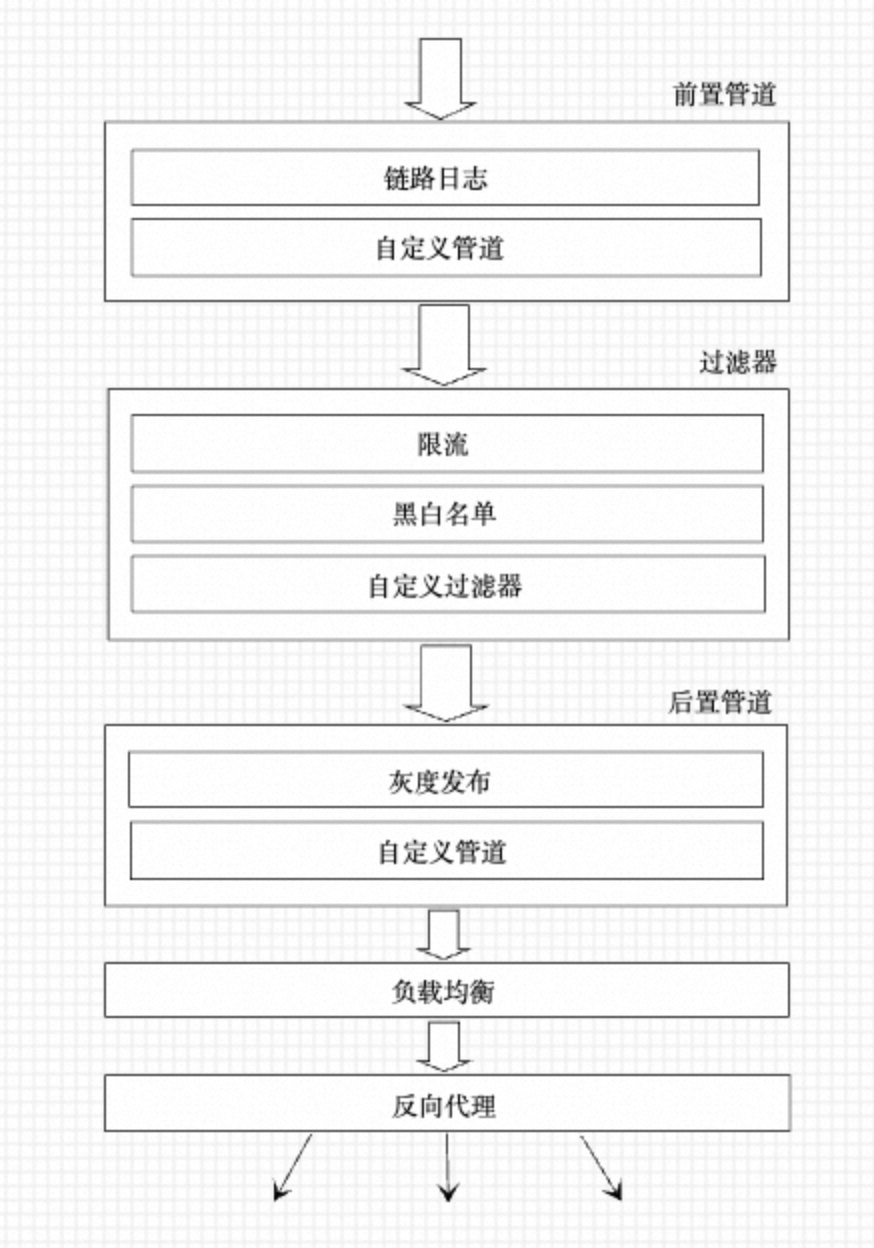 前置管道
链路日志
自定义管道
过滤器
限流
黑白名单
自定义过滤器
后置管道
灰度发布
自定义管道
负载均衡
反向代理